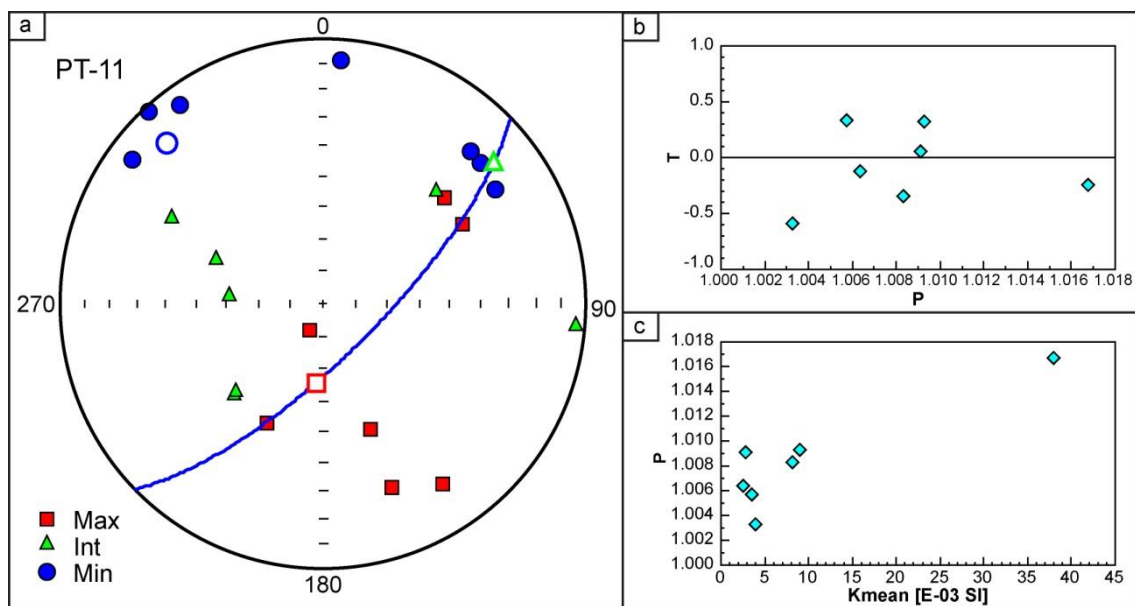 a
PT-11
0
270
90
180
Max
Int
Min
b
1.0
0.5
0.0
-0.5
-1.0
T
1.000 1.002 1.004 1.006 1.008 1.010 1.012 1.014 1.016 1.018
P
c
1.018
1.016
1.014
1.012
1.010
1.008
1.006
1.004
1.002
1.000
P
0 5 10 15 20 25 30 35 40 45
Kmean [E-03 SI]